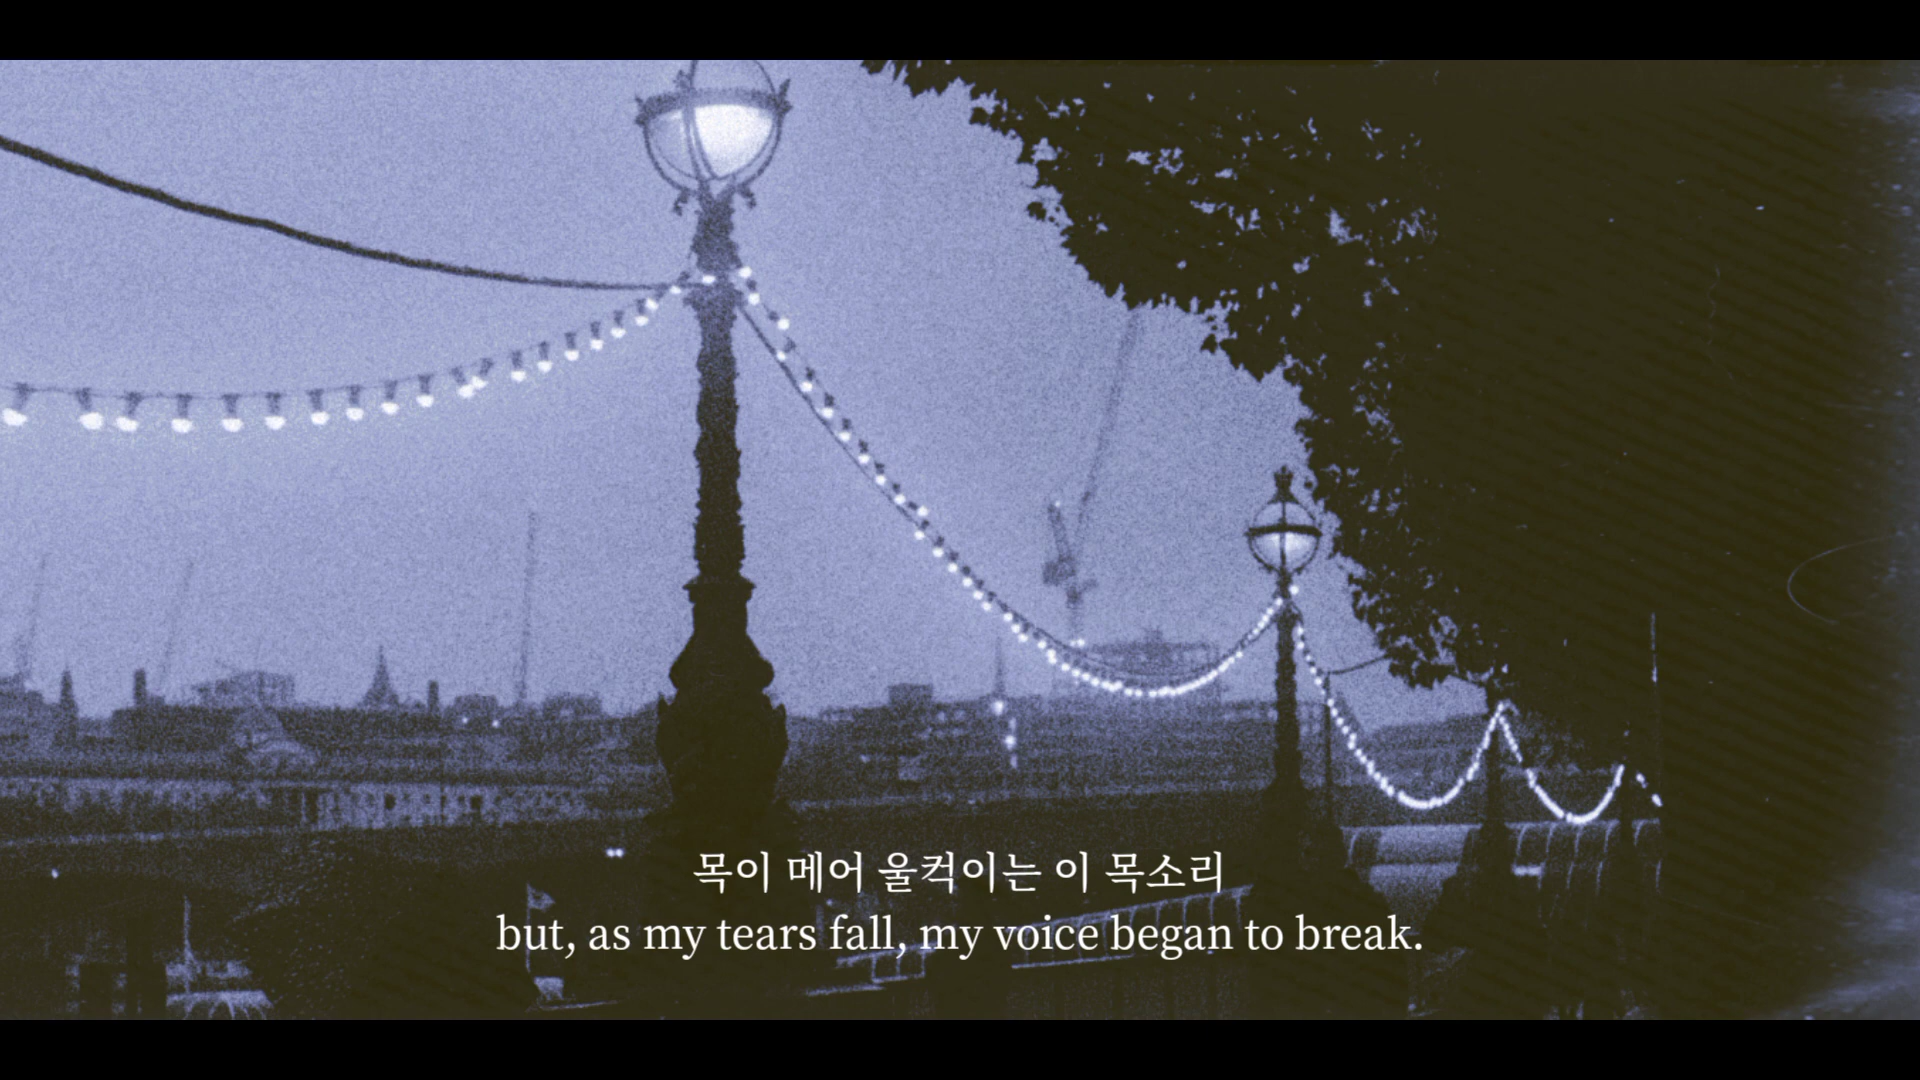 목이 메어 울컥이는 이 목소리
but, as my tears fall, my voice began to break.